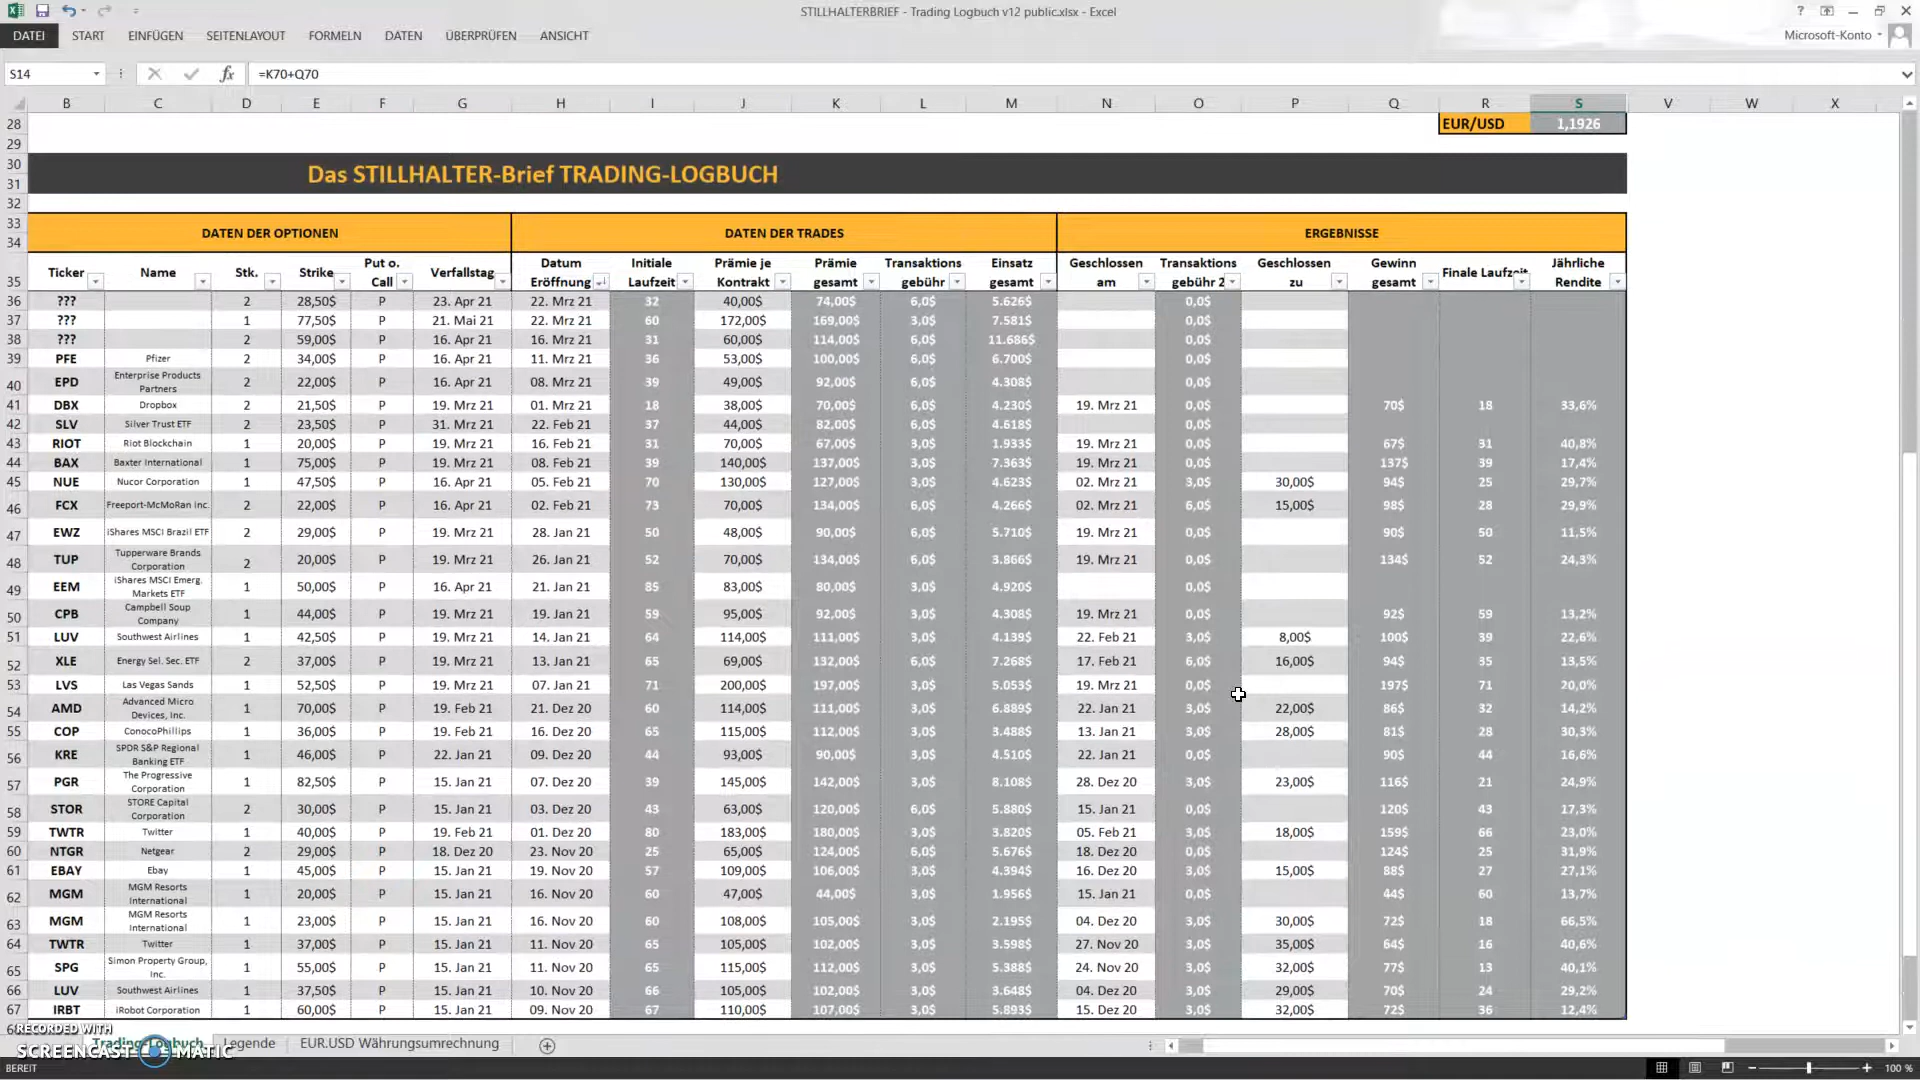 STILLHALTERBRIEF - Trading Logbuch v12 public.xlsx - Excel
DATEI START EINFÜGEN SEITENLAYOUT FORMELN DATEN ÜBERPRÜFEN ANSICHT Microsoft-Konto
S14 fx =K70+Q70
B C D E F G H I J K L M N O P Q R S V W X
28 EUR/USD 1,1926
29
30 Das STILLHALTER-Brief TRADING-LOGBUCH
31
32
33 DATEN DER OPTIONEN DATEN DER TRADES ERGEBNISSE
34
35 Ticker Name Stk. Strike Put o. Call Verfallstag Datum Eröffnung Initiale Laufzeit Prämie je Kontrakt Prämie gesamt Transaktions gebühr Einsatz gesamt Geschlossen am Transaktions gebühr 2 Geschlossen zu Gewinn gesamt Finale Laufzeit Jährliche Rendite
36 ??? 2 28,50$ P 23. Apr 21 22. Mrz 21 32 40,00$ 74,00$ 6,0$ 5.626$ 0,0$
37 ??? 1 77,50$ P 21. Mai 21 22. Mrz 21 60 172,00$ 169,00$ 3,0$ 7.581$ 0,0$
38 ??? 2 59,00$ P 16. Apr 21 16. Mrz 21 31 60,00$ 114,00$ 6,0$ 11.686$ 0,0$
39 PFE Pfizer 2 34,00$ P 16. Apr 21 11. Mrz 21 36 53,00$ 100,00$ 6,0$ 6.700$ 0,0$
40 EPD Enterprise Products Partners 2 22,00$ P 16. Apr 21 08. Mrz 21 39 49,00$ 92,00$ 6,0$ 4.308$ 0,0$
41 DBX Dropbox 2 21,50$ P 19. Mrz 21 01. Mrz 21 18 38,00$ 70,00$ 6,0$ 4.230$ 19. Mrz 21 0,0$ 70$ 18 33,6%
42 SLV Silver Trust ETF 2 23,50$ P 31. Mrz 21 22. Feb 21 37 44,00$ 82,00$ 6,0$ 4.618$ 0,0$
43 RIOT Riot Blockchain 1 20,00$ P 19. Mrz 21 16. Feb 21 31 70,00$ 67,00$ 3,0$ 1.933$ 19. Mrz 21 0,0$ 67$ 31 40,8%
44 BAX Baxter International 1 75,00$ P 19. Mrz 21 08. Feb 21 39 140,00$ 137,00$ 3,0$ 7.363$ 19. Mrz 21 0,0$ 137$ 39 17,4%
45 NUE Nucor Corporation 1 47,50$ P 16. Apr 21 05. Feb 21 70 130,00$ 127,00$ 3,0$ 4.623$ 02. Mrz 21 3,0$ 30,00$ 94$ 25 29,7%
46 FCX Freeport-McMoRan Inc. 2 22,00$ P 16. Apr 21 02. Feb 21 73 70,00$ 134,00$ 6,0$ 4.266$ 02. Mrz 21 6,0$ 15,00$ 98$ 28 29,9%
47 EWZ iShares MSCI Brazil ETF 2 29,00$ P 19. Mrz 21 28. Jan 21 50 48,00$ 90,00$ 6,0$ 5.710$ 19. Mrz 21 0,0$ 90$ 50 11,5%
48 TUP Tupperware Brands Corporation 2 20,00$ P 19. Mrz 21 26. Jan 21 52 70,00$ 134,00$ 6,0$ 3.866$ 19. Mrz 21 0,0$ 134$ 52 24,3%
49 EEM iShares MSCI Emerg. Markets ETF 1 50,00$ P 16. Apr 21 21. Jan 21 85 83,00$ 80,00$ 3,0$ 4.920$ 0,0$
50 CPB Campbell Soup Company 1 44,00$ P 19. Mrz 21 19. Jan 21 59 95,00$ 92,00$ 3,0$ 4.308$ 19. Mrz 21 0,0$ 92$ 59 13,2%
51 LUV Southwest Airlines 1 42,50$ P 19. Mrz 21 14. Jan 21 64 114,00$ 111,00$ 3,0$ 4.139$ 22. Feb 21 3,0$ 8,00$ 100$ 39 22,6%
52 XLE Energy Sel. Sec. ETF 2 37,00$ P 19. Mrz 21 13. Jan 21 65 69,00$ 132,00$ 6,0$ 7.268$ 17. Feb 21 6,0$ 16,00$ 94$ 35 13,5%
53 LVS Las Vegas Sands 1 52,50$ P 19. Mrz 21 07. Jan 21 71 200,00$ 197,00$ 3,0$ 5.053$ 19. Mrz 21 0,0$ 197$ 71 20,0%
54 AMD Advanced Micro Devices, Inc. 1 70,00$ P 19. Feb 21 21. Dez 20 60 114,00$ 111,00$ 3,0$ 6.889$ 22. Jan 21 3,0$ 22,00$ 86$ 32 14,2%
55 COP ConocoPhillips 1 36,00$ P 19. Feb 21 16. Dez 20 65 115,00$ 112,00$ 3,0$ 3.488$ 13. Jan 21 3,0$ 28,00$ 81$ 28 30,3%
56 KRE SPDR S&P Regional Banking ETF 1 46,00$ P 22. Jan 21 09. Dez 20 44 93,00$ 90,00$ 3,0$ 4.510$ 22. Jan 21 0,0$ 90$ 44 16,6%
57 PGR The Progressive Corporation 1 82,50$ P 15. Jan 21 07. Dez 20 39 145,00$ 142,00$ 3,0$ 8.108$ 28. Dez 20 3,0$ 23,00$ 116$ 21 24,9%
58 STOR STORE Capital Corporation 2 30,00$ P 15. Jan 21 03. Dez 20 43 63,00$ 120,00$ 6,0$ 5.880$ 15. Jan 21 0,0$ 120$ 43 17,3%
59 TWTR Twitter 1 40,00$ P 19. Feb 21 01. Dez 20 80 183,00$ 180,00$ 3,0$ 3.820$ 05. Feb 21 3,0$ 18,00$ 159$ 66 23,0%
60 NTGR Netgear 2 29,00$ P 18. Dez 20 23. Nov 20 25 65,00$ 124,00$ 6,0$ 5.676$ 18. Dez 20 0,0$ 124$ 25 31,9%
61 EBAY Ebay 1 45,00$ P 15. Jan 21 19. Nov 20 57 109,00$ 106,00$ 3,0$ 4.394$ 16. Dez 20 3,0$ 15,00$ 88$ 27 27,1%
62 MGM MGM Resorts International 1 20,00$ P 15. Jan 21 16. Nov 20 60 47,00$ 44,00$ 3,0$ 1.956$ 15. Jan 21 0,0$ 44$ 60 13,7%
63 MGM MGM Resorts International 1 23,00$ P 15. Jan 21 16. Nov 20 60 108,00$ 105,00$ 3,0$ 2.195$ 04. Dez 20 3,0$ 30,00$ 72$ 18 66,5%
64 TWTR Twitter 1 37,00$ P 15. Jan 21 11. Nov 20 65 105,00$ 102,00$ 3,0$ 3.598$ 27. Nov 20 3,0$ 35,00$ 64$ 16 40,6%
65 SPG Simon Property Group, Inc. 1 55,00$ P 15. Jan 21 11. Nov 20 65 115,00$ 112,00$ 3,0$ 5.388$ 24. Nov 20 3,0$ 32,00$ 77$ 13 40,1%
66 LUV Southwest Airlines 1 37,50$ P 15. Jan 21 10. Nov 20 66 105,00$ 102,00$ 3,0$ 3.648$ 04. Dez 20 3,0$ 29,00$ 70$ 24 29,2%
67 IRBT iRobot Corporation 1 60,00$ P 15. Jan 21 09. Nov 20 67 110,00$ 107,00$ 3,0$ 5.893$ 15. Dez 20 3,0$ 32,00$ 72$ 36 12,4%
RECORDED WITH
Trading-Logbuch Legende EUR.USD Währungsumrechnung
SCREENCAST MATIC
BEREIT 100 %